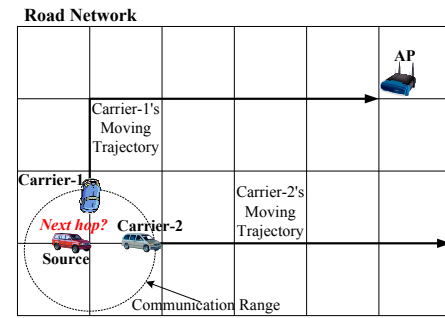 Road Network
AP
Carrier-1's
Moving
Trajectory
Carrier-1
Carrier-2's
Moving
Trajectory
Next hop?
Carrier-2
Source
Communication Range